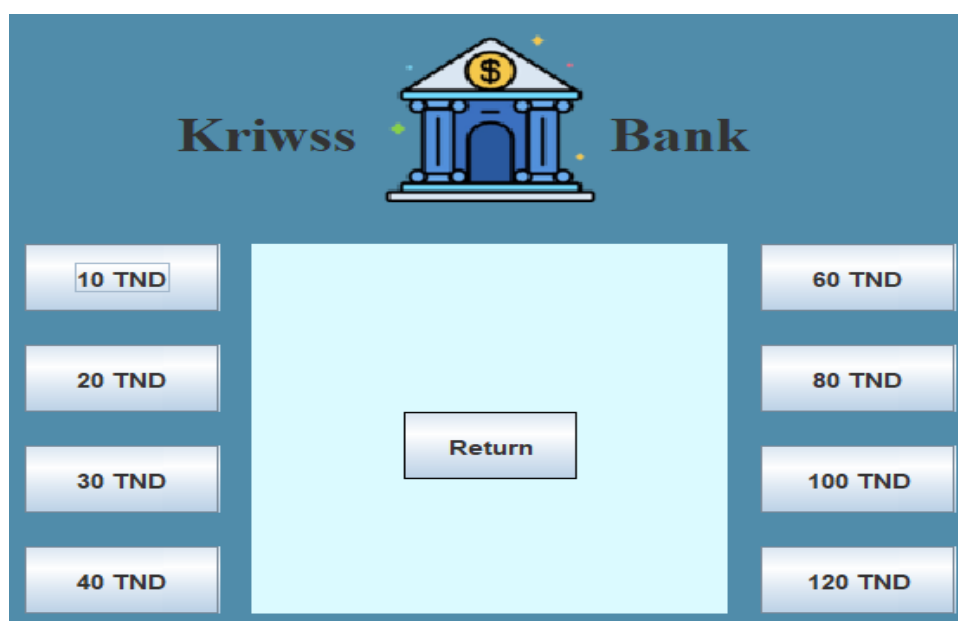 Kriwss $ Bank
10 TND
20 TND
30 TND
40 TND
Return
60 TND
80 TND
100 TND
120 TND